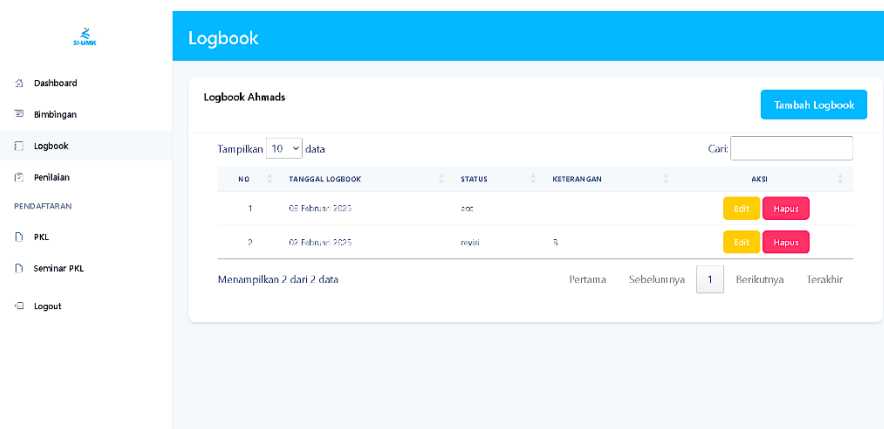 SI-UMK
Logbook
Dashboard
Bimbingan
Logbook
Penilaian
PENDAFTARAN
PKL
Seminar PKL
Logout
Logbook Ahmads
Tambah Logbook
Tampilkan 10 data
Cari:
NO TANGGAL LOGBOOK STATUS KETERANGAN AKSI
1 Februari 2025 acc Edit Hapus
2 02 Februari 2025 revisi Edit Hapus
Menampilkan 2 dari 2 data
Pertama Sebelumnya 1 Berikutnya Terakhir